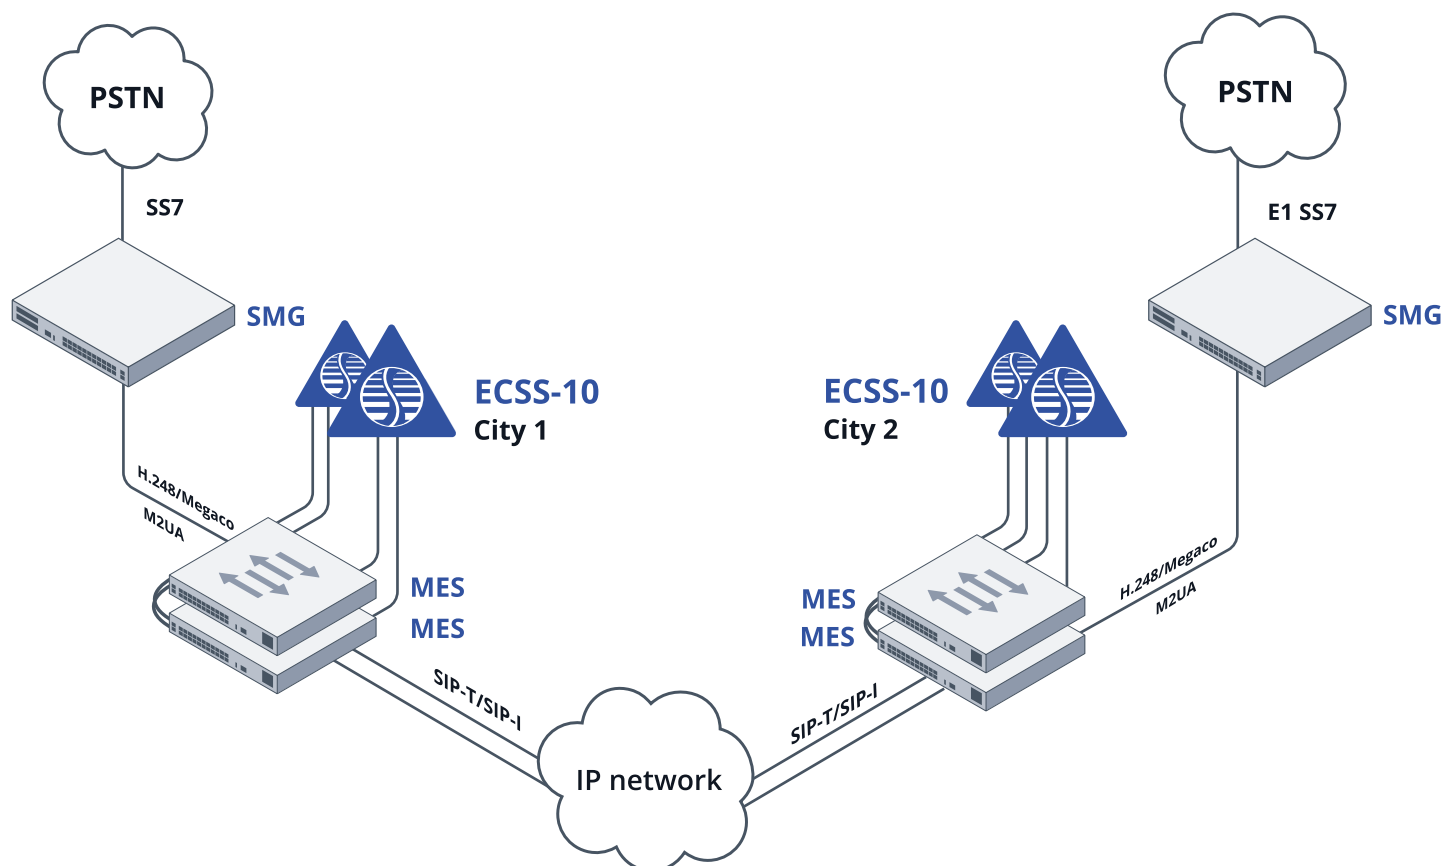 PSTN
PSTN
SS7
E1 SS7
SMG
SMG
ECSS-10
City 1
ECSS-10
City 2
H.248/Megaco
M2UA
H.248/Megaco
M2UA
MES
MES
MES
MES
SIP-T/SIP-I
SIP-T/SIP-I
IP network